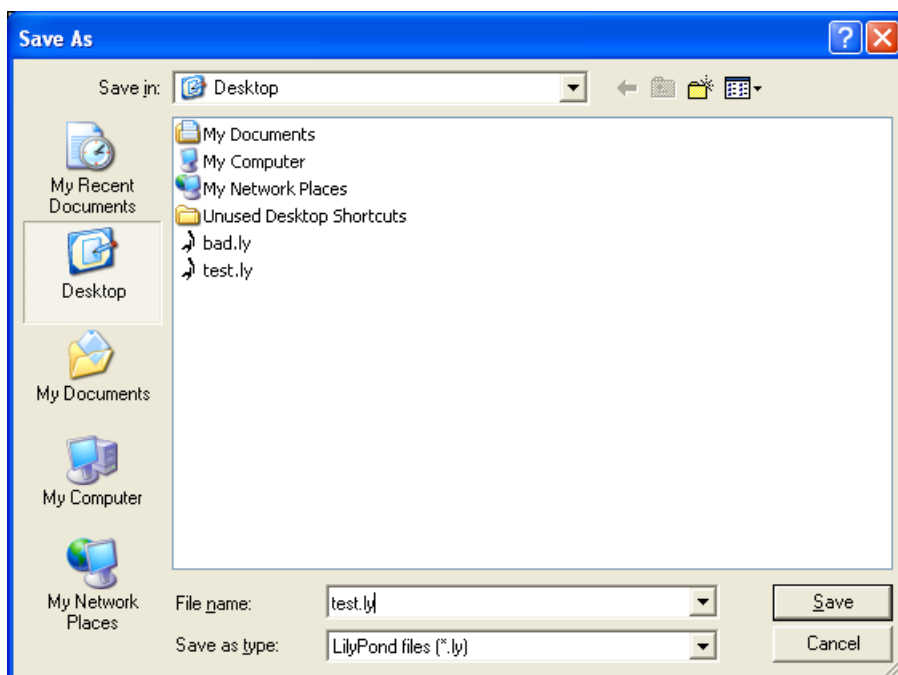 Save As
Save in:
Desktop
My Recent
Documents
Desktop
My Documents
My Computer
My Network
Places
My Documents
My Computer
My Network Places
Unused Desktop Shortcuts
bad.ly
test.ly
File name:
test.ly
Save
Save as type:
LilyPond files (*.ly)
Cancel